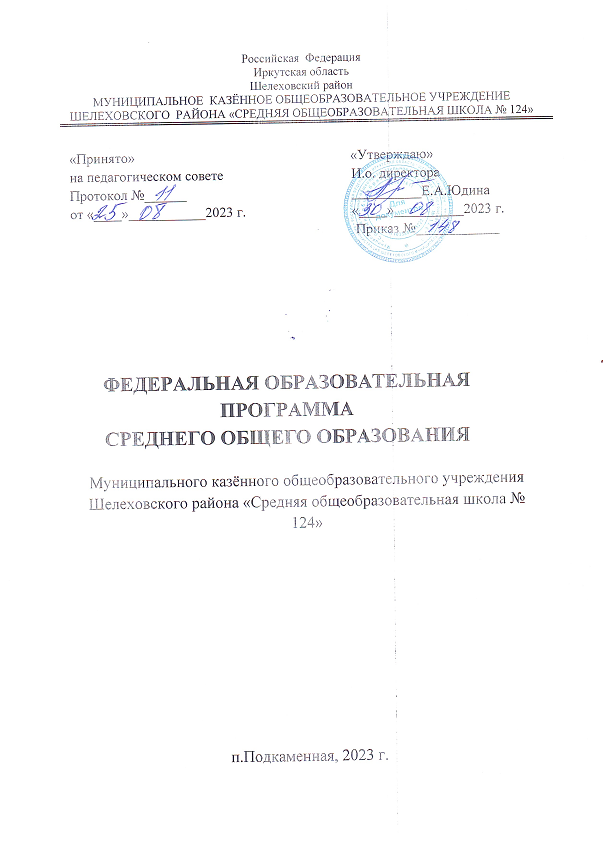 Российская Федерация
Иркутская область
Шелеховский район
МУНИЦИПАЛЬНОЕ КАЗЁННОЕ ОБЩЕОБРАЗОВАТЕЛЬНОЕ УЧРЕЖДЕНИЕ
ШЕЛЕХОВСКОГО РАЙОНА «СРЕДНЯЯ ОБЩЕОБРАЗОВАТЕЛЬНАЯ ШКОЛА № 124»
«Принято»
на педагогическом совете
Протокол № 11
от «25» 08 2023 г.
«Утверждаю»
И.о. директора
Е.А.Юдина
«30» 08 2023 г.
Приказ № 148
ФЕДЕРАЛЬНАЯ ОБРАЗОВАТЕЛЬНАЯ
ПРОГРАММА
СРЕДНЕГО ОБЩЕГО ОБРАЗОВАНИЯ
Муниципального казённого общеобразовательного учреждения
Шелеховского района «Средняя общеобразовательная школа №
124»
п.Подкаменная, 2023 г.